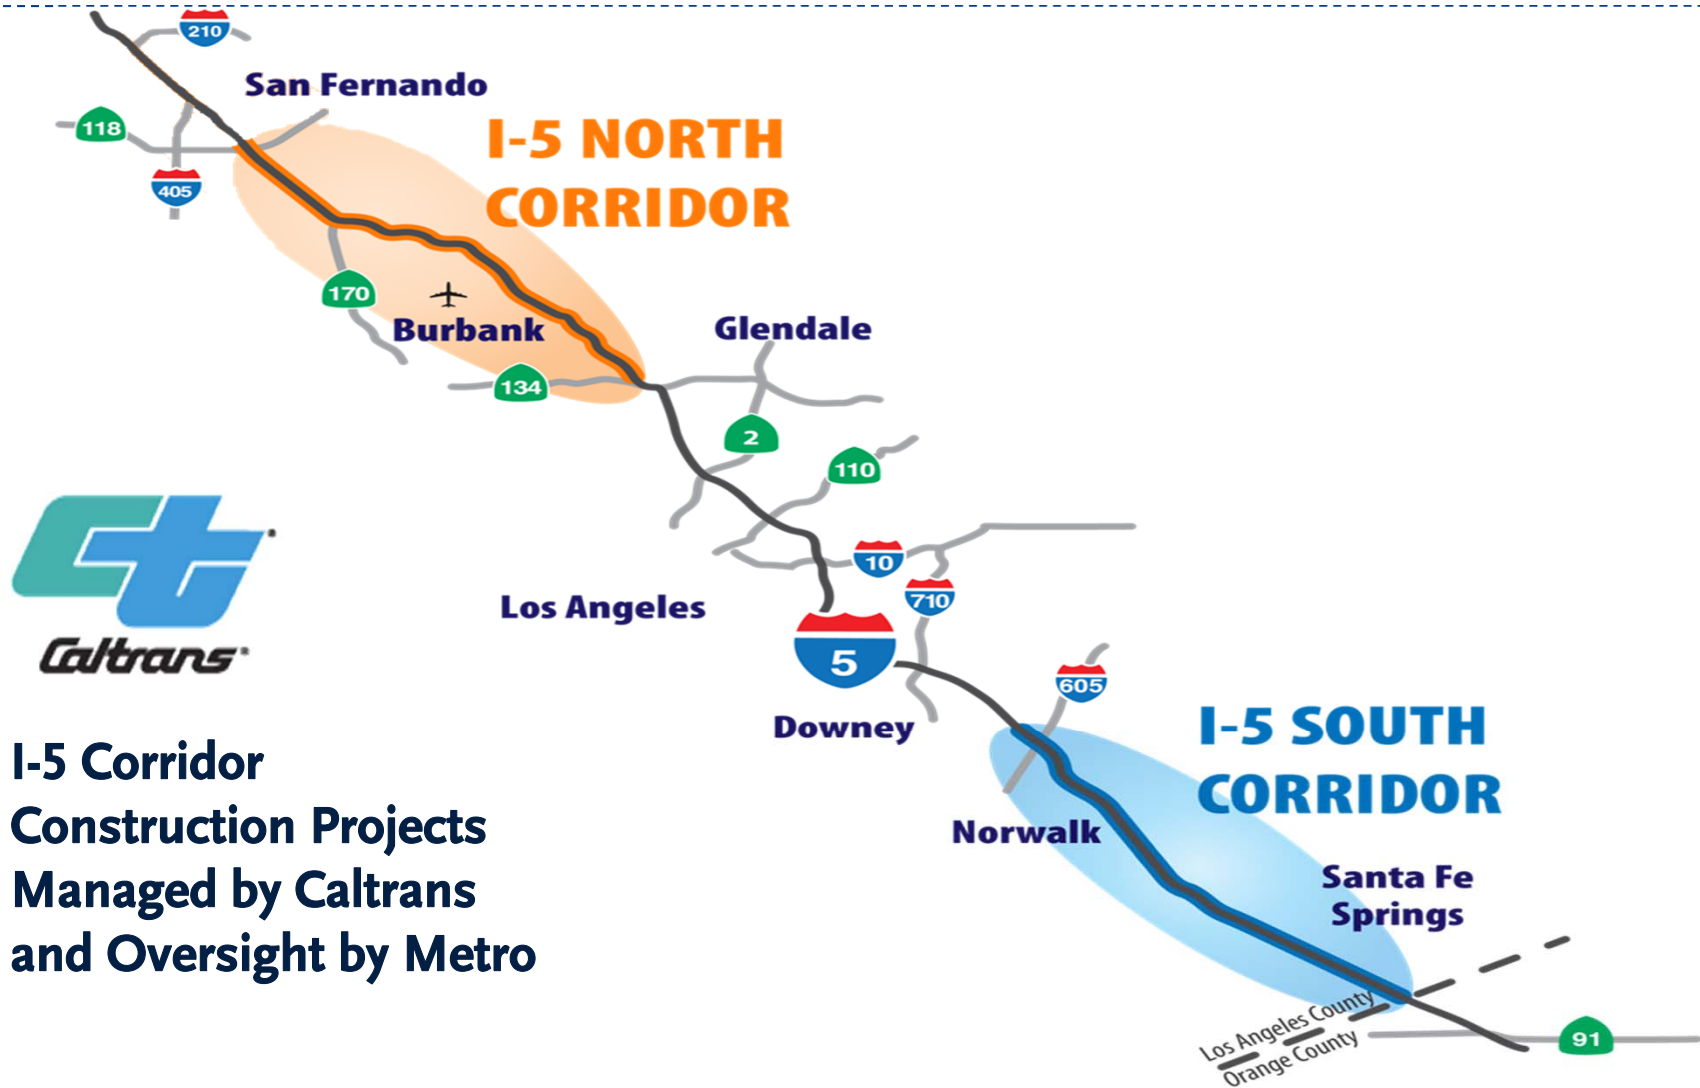 210
San Fernando
118
I-5 NORTH
CORRIDOR
405
170
Burbank
Glendale
134
2
110
10
710
Los Angeles
5
605
Caltrans
Downey
I-5 SOUTH
CORRIDOR
I-5 Corridor
Construction Projects
Managed by Caltrans
and Oversight by Metro
Norwalk
Santa Fe
Springs
Los Angeles County
Orange County
91